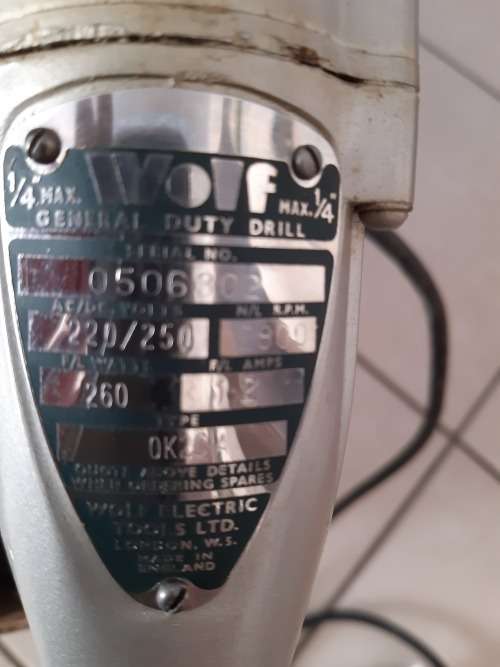 Wolf
1/4" MAX. MAX. 1/4"
GENERAL DUTY DRILL
SERIAL NO.
AC/DC. VOLTS N/L R.P.M.
220/250
F/L WATTS F/L AMPS
260
TYPE
QUOTE ABOVE DETAILS
WHEN ORDERING SPARES
WOLF ELECTRIC
TOOLS LTD.
LONDON, W.5.
MADE IN
ENGLAND